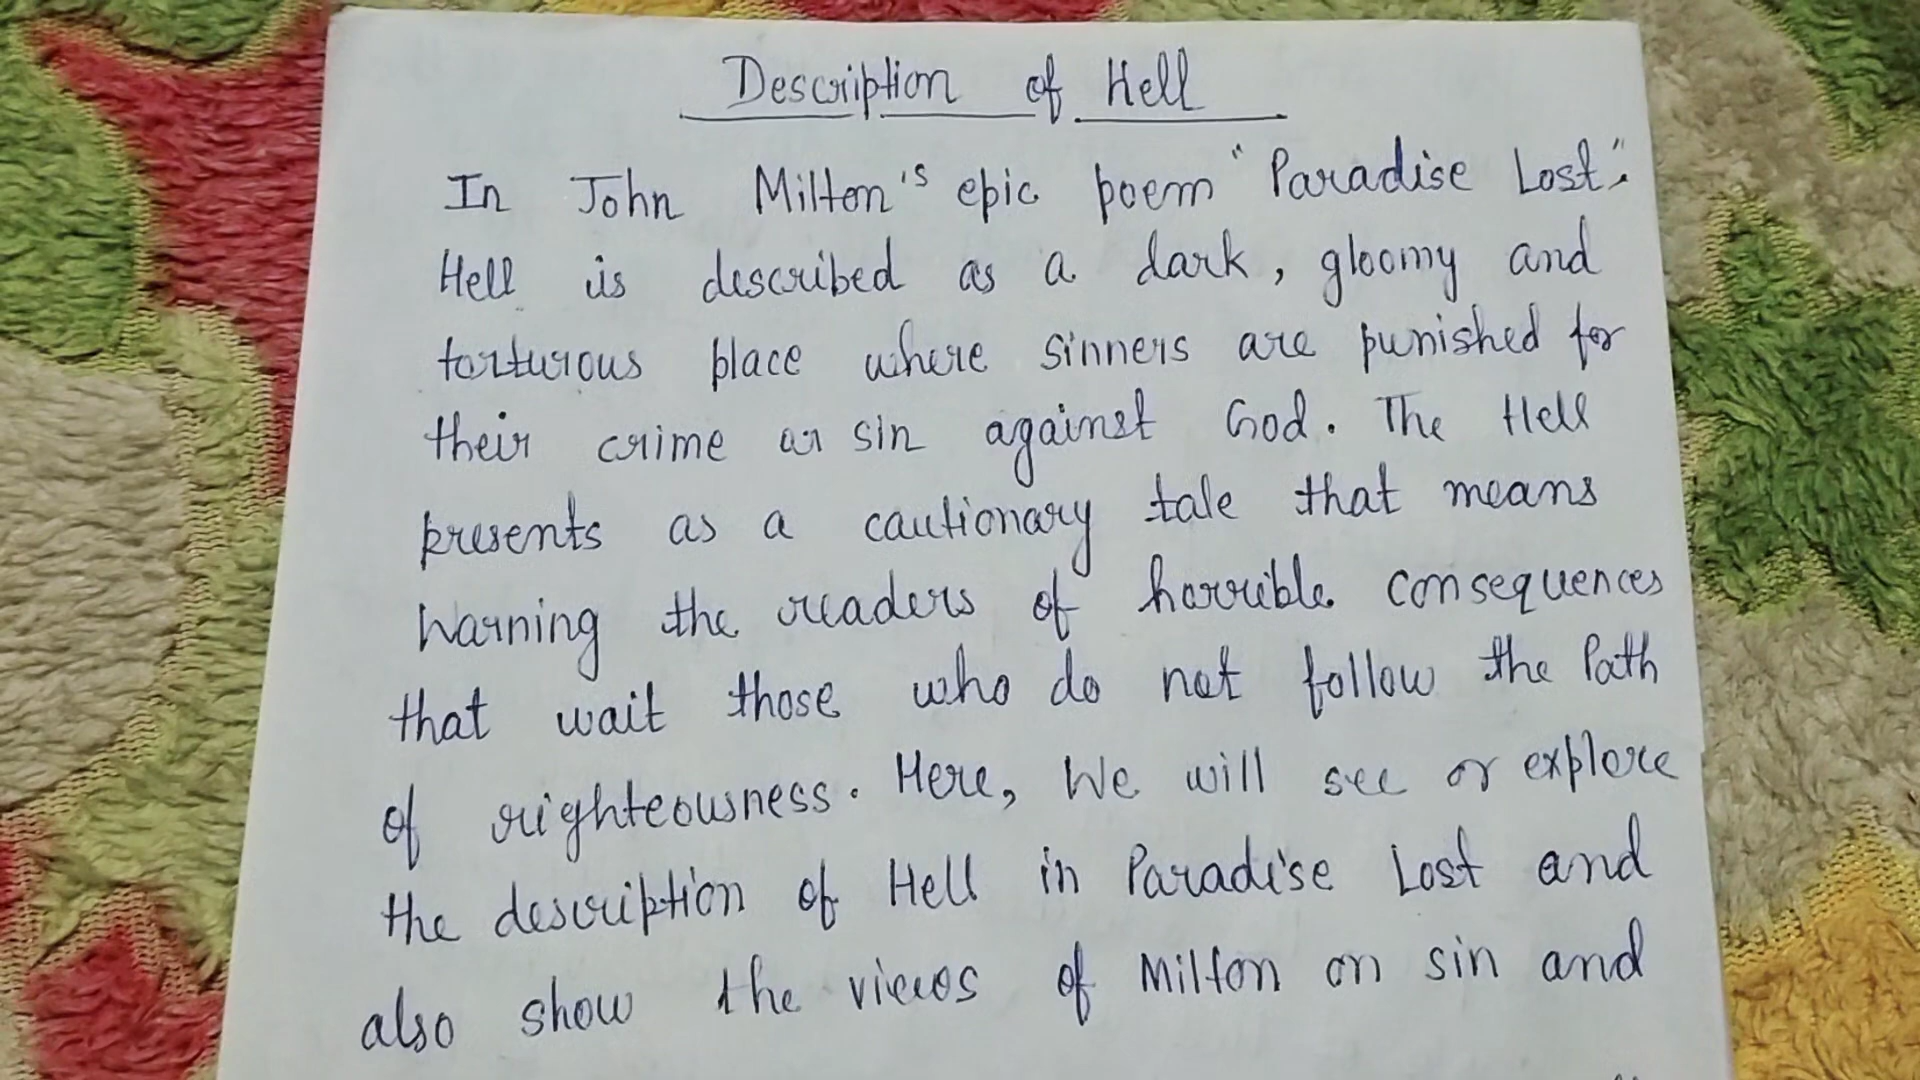 Description of Hell
In John Milton's epic poem "Paradise Lost".
Hell is described as a dark, gloomy and
torturous place where sinners are punished for
their crime or sin against God. The Hell
presents as a cautionary tale that means
Warning the readers of horrible consequences
that wait those who do not follow the Path
of righteousness. Here, We will see or explore
the description of Hell in Paradise Lost and
also show the views of Milton on sin and